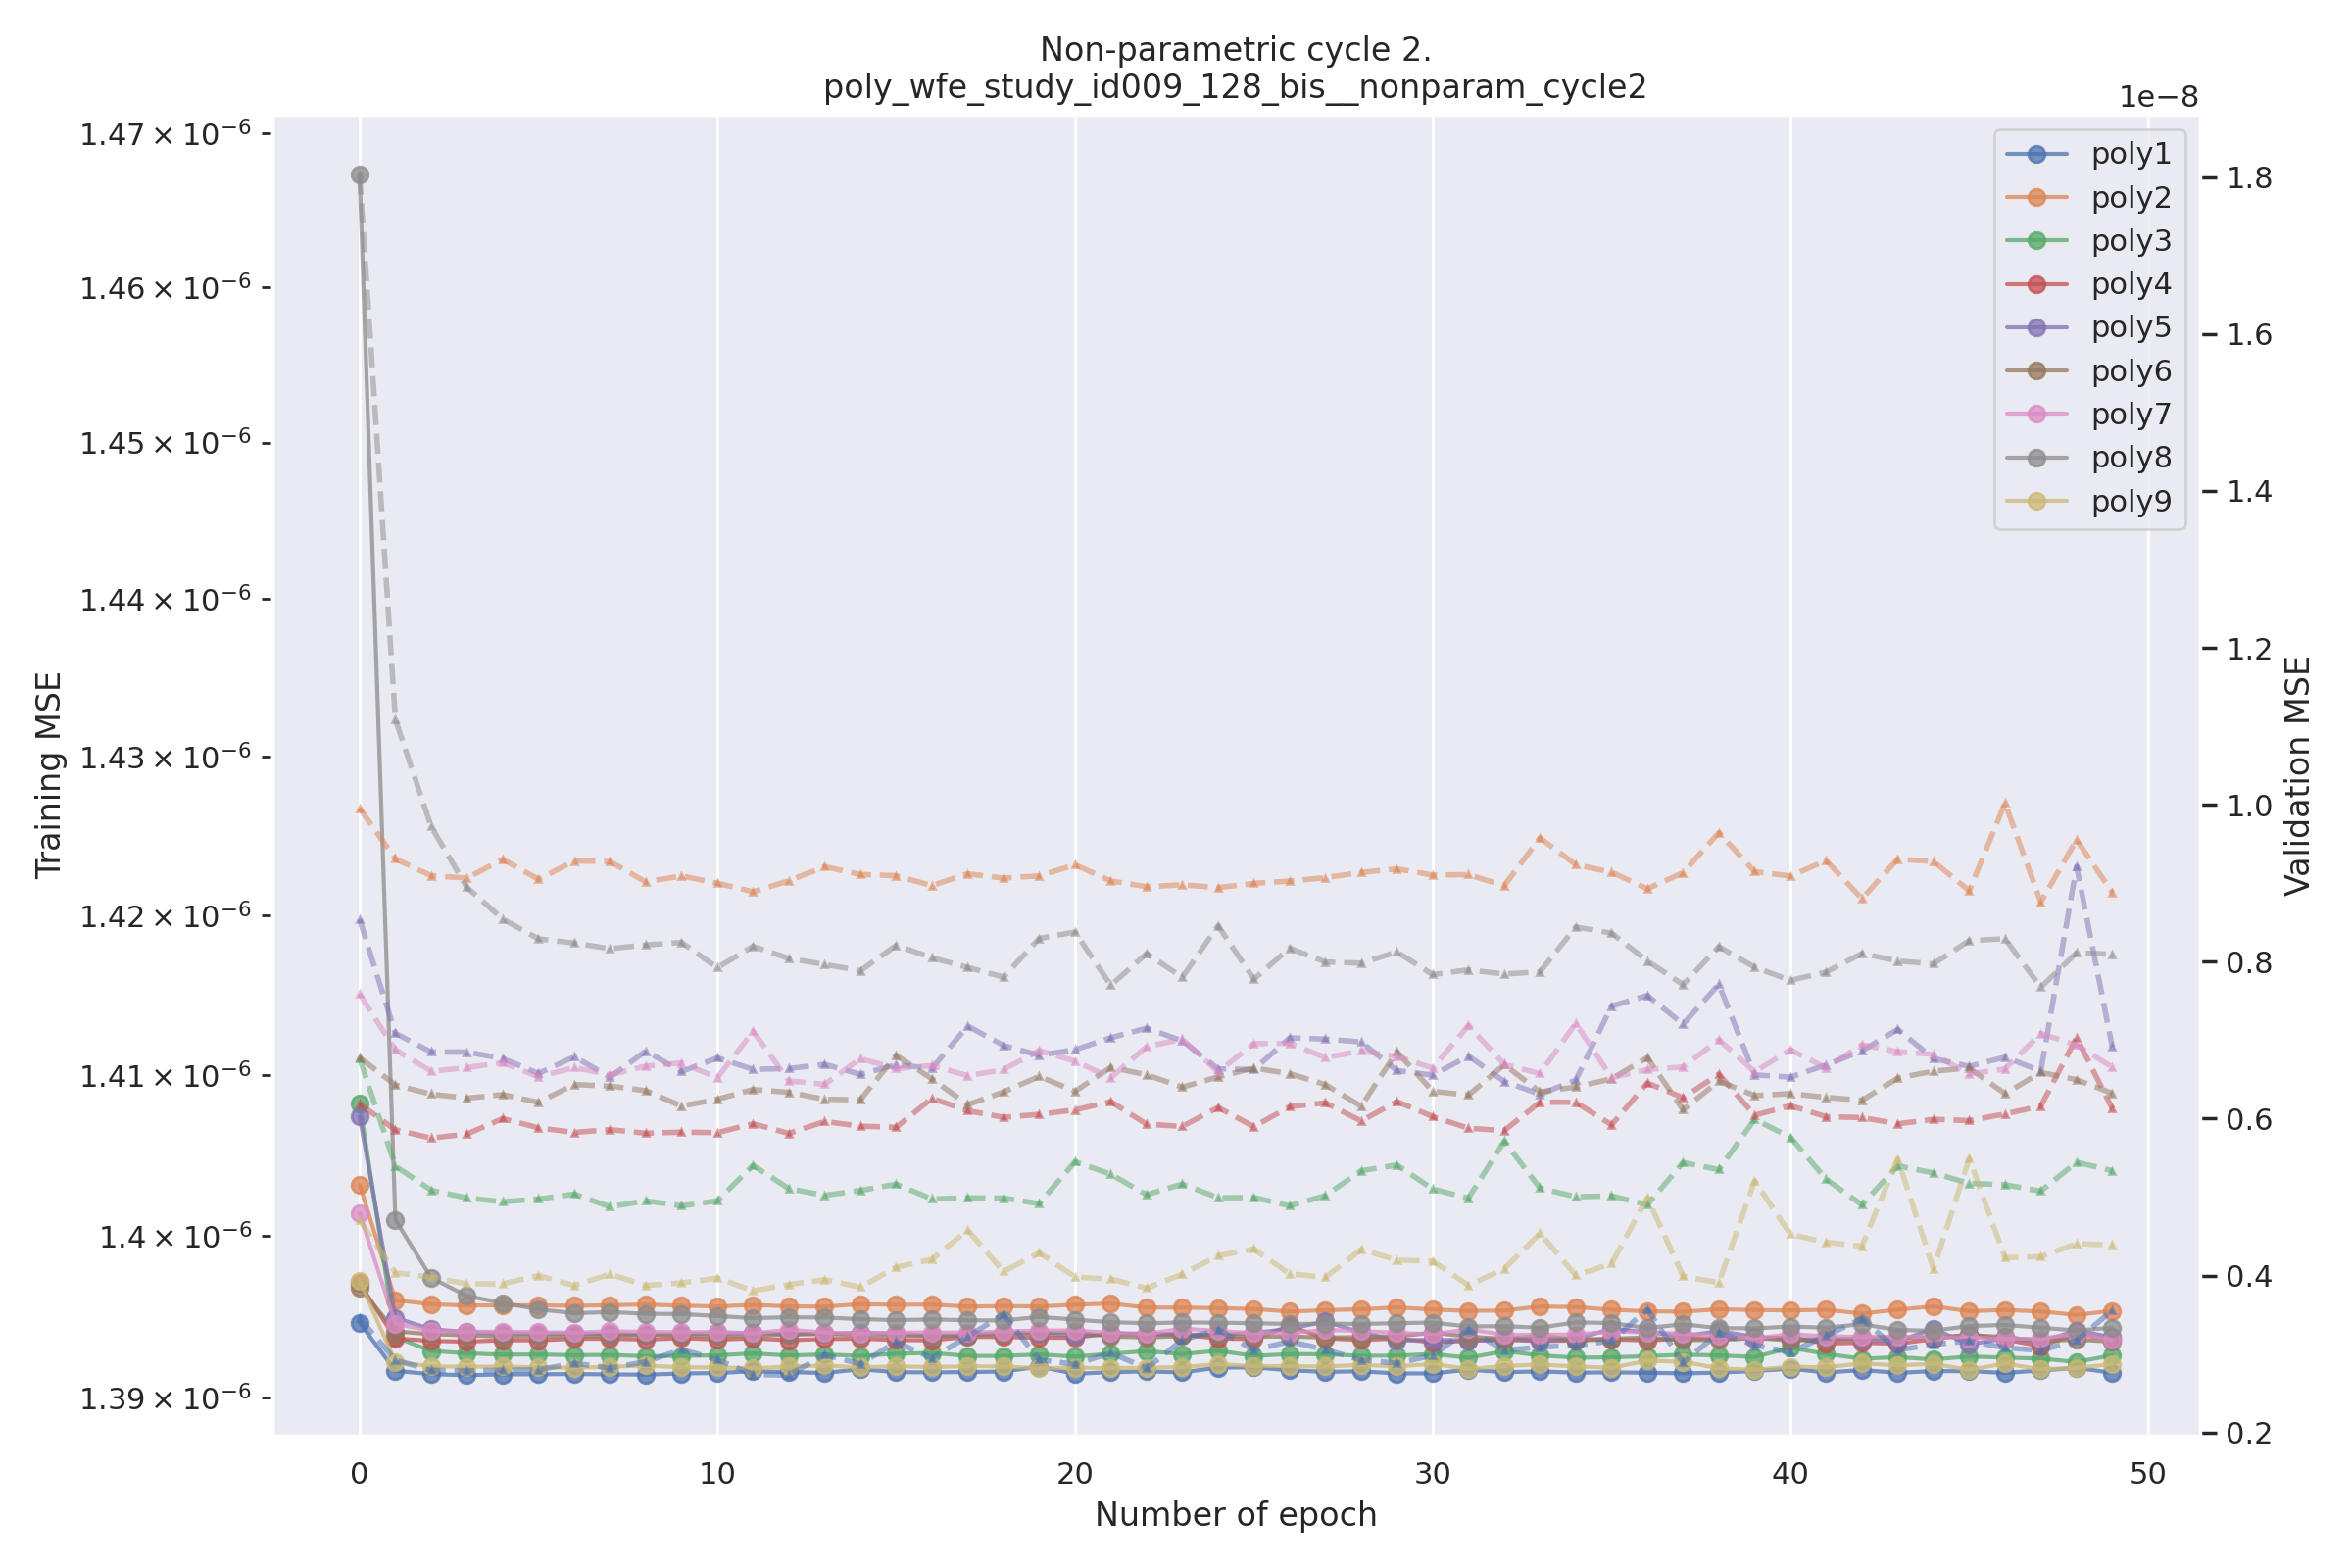 Non-parametric cycle 2.
poly_wfe_study_id009_128_bis__nonparam_cycle2
1e−8
1.47 × 10⁻⁶
1.46 × 10⁻⁶
1.45 × 10⁻⁶
1.44 × 10⁻⁶
1.43 × 10⁻⁶
1.42 × 10⁻⁶
1.41 × 10⁻⁶
1.4 × 10⁻⁶
1.39 × 10⁻⁶
Training MSE
poly1
poly2
poly3
poly4
poly5
poly6
poly7
poly8
poly9
1.8
1.6
1.4
1.2
1.0
0.8
0.6
0.4
0.2
Validation MSE
0 10 20 30 40 50
Number of epoch